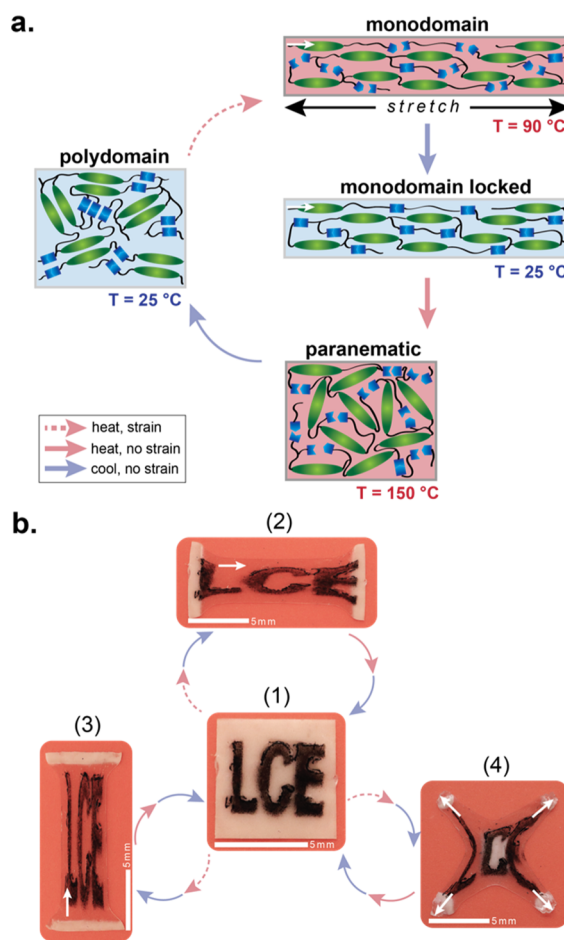 a.
monodomain
stretch
T = 90 °C
polydomain
T = 25 °C
monodomain locked
T = 25 °C
paranematic
T = 150 °C
heat, strain
heat, no strain
cool, no strain
b.
(2)
LCE
5mm
(1)
LCE
5mm
(3)
LCE
5mm
(4)
C
5mm